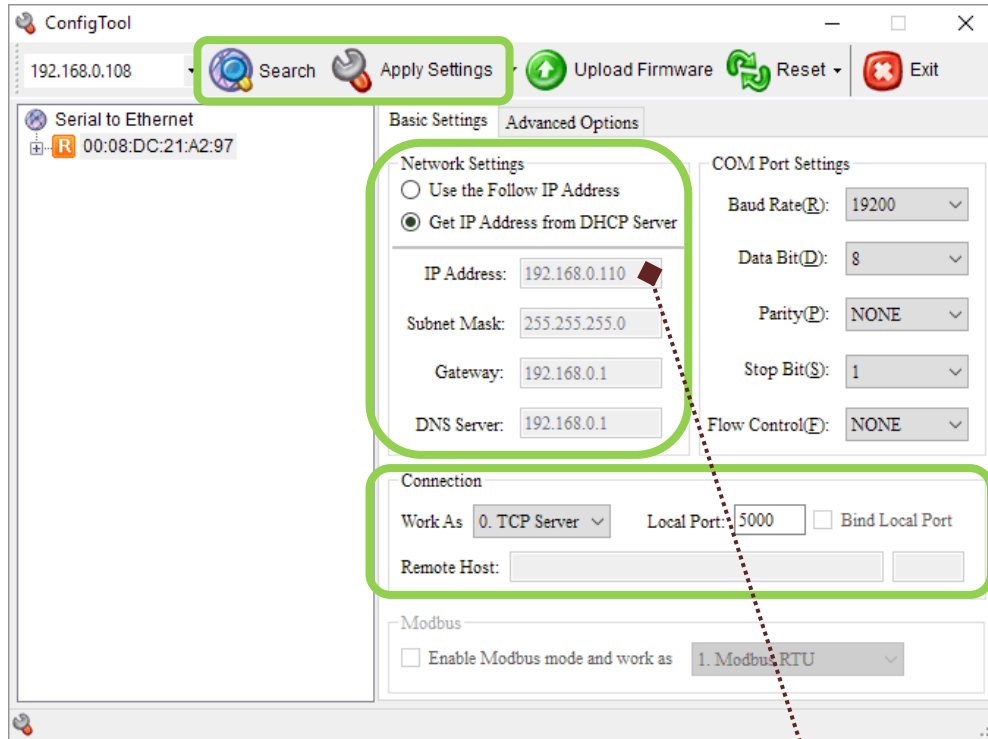 ConfigTool
192.168.0.108 Search Apply Settings Upload Firmware Reset Exit
Serial to Ethernet
R 00:08:DC:21:A2:97
Basic Settings Advanced Options
Network Settings
Use the Follow IP Address
Get IP Address from DHCP Server
IP Address: 192.168.0.110
Subnet Mask: 255.255.255.0
Gateway: 192.168.0.1
DNS Server: 192.168.0.1
COM Port Settings
Baud Rate(R): 19200
Data Bit(D): 8
Parity(P): NONE
Stop Bit(S): 1
Flow Control(F): NONE
Connection
Work As 0. TCP Server Local Port: 5000 Bind Local Port
Remote Host:
Modbus
Enable Modbus mode and work as 1. Modbus RTU